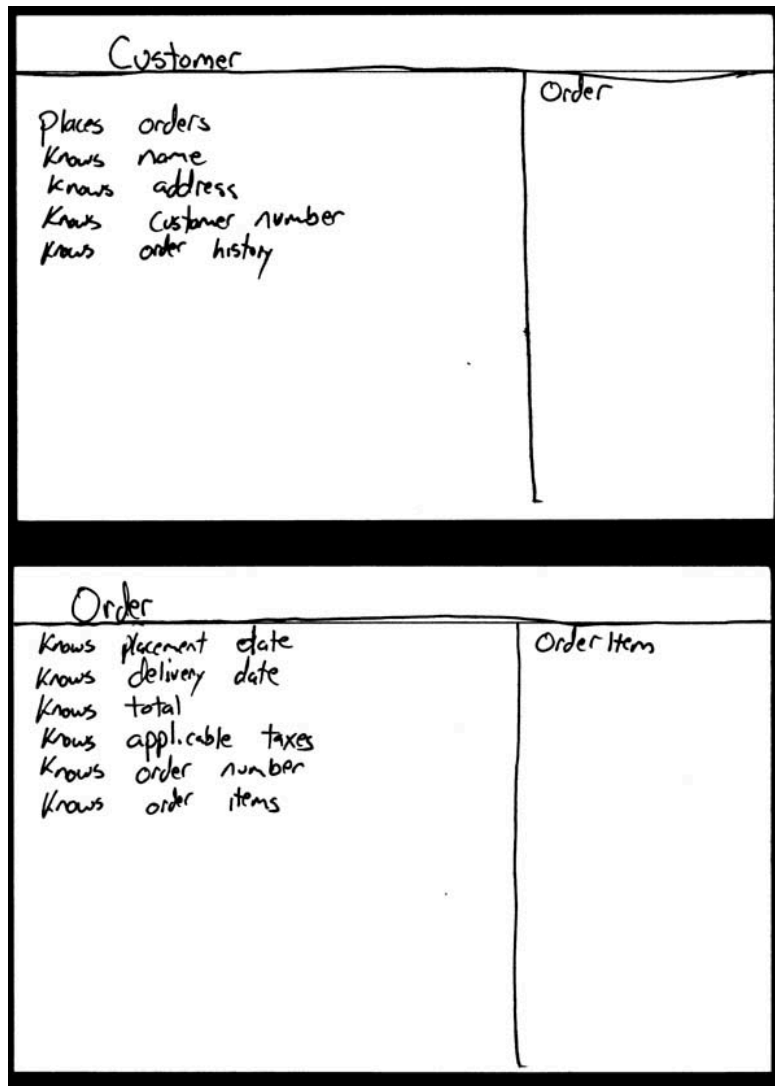 Customer
Places orders
Knows name
Knows address
Knows customer number
Knows order history
Order
Order
Knows placement date
Knows delivery date
Knows total
Knows applicable taxes
Knows order number
Knows order items
Order Item